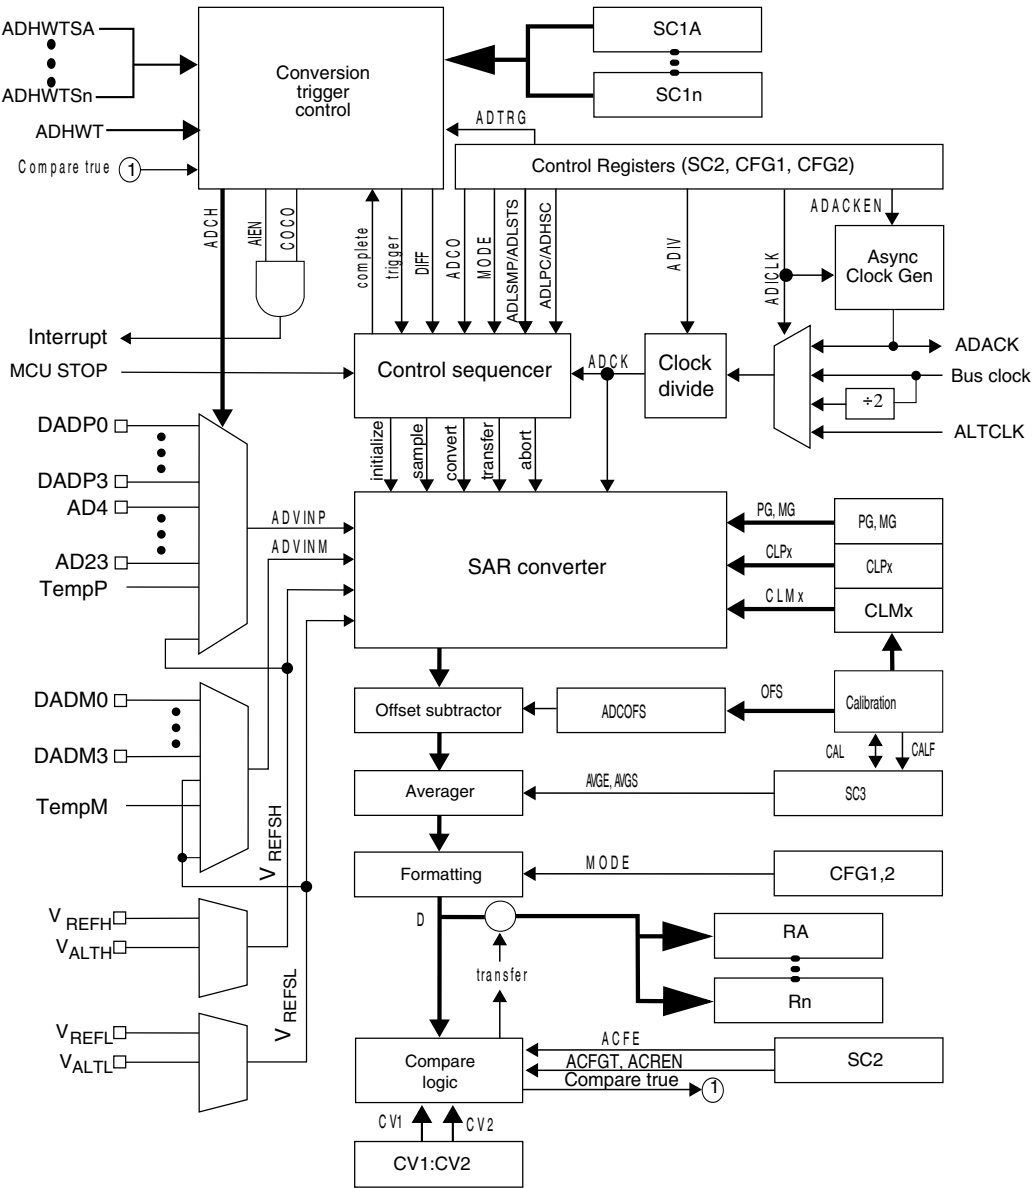 ADHWTSA
ADHWTSn
ADHWT
Compare true 1
Conversion
trigger
control
SC1A
SC1n
ADTRG
Control Registers (SC2, CFG1, CFG2)
ADCH
AIEN
COCO
complete
trigger
DIFF
ADCO
MODE
ADLSMP/ADLSTS
ADLPC/ADHSC
ADIV
ADICLK
ADACKEN
Async
Clock Gen
Interrupt
MCU STOP
Control sequencer
ADCK
Clock
divide
ADACK
Bus clock
÷2
ALTCLK
initialize
sample
convert
transfer
abort
DADP0
DADP3
AD4
AD23
TempP
ADVINP
ADVINM
SAR converter
PG, MG
PG, MG
CLPx
CLPx
CLMx
CLMx
DADM0
DADM3
TempM
Offset subtractor
ADCOFS
OFS
Calibration
CAL
CALF
Averager
AVGE, AVGS
SC3
Formatting
MODE
CFG1,2
V REFSH
V REFH
VALTH
D
transfer
RA
Rn
V REFSL
VREFL
VALTL
Compare
logic
ACFE
ACFGT, ACREN
Compare true
1
SC2
CV1
CV2
CV1:CV2